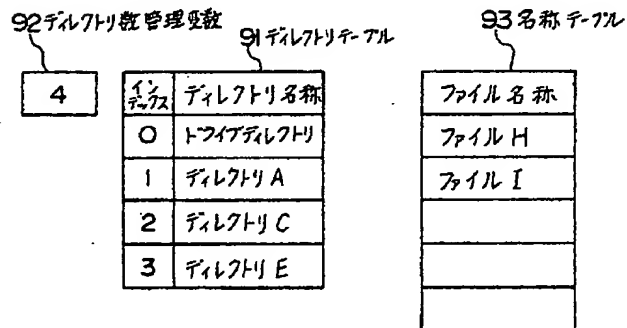 92ディレクトリ数管理変数
4
91ディレクトリテーブル
インデックス ディレクトリ名称
0 ドライブディレクトリ
1 ディレクトリA
2 ディレクトリC
3 ディレクトリE
93名称テーブル
ファイル名称
ファイルH
ファイルI